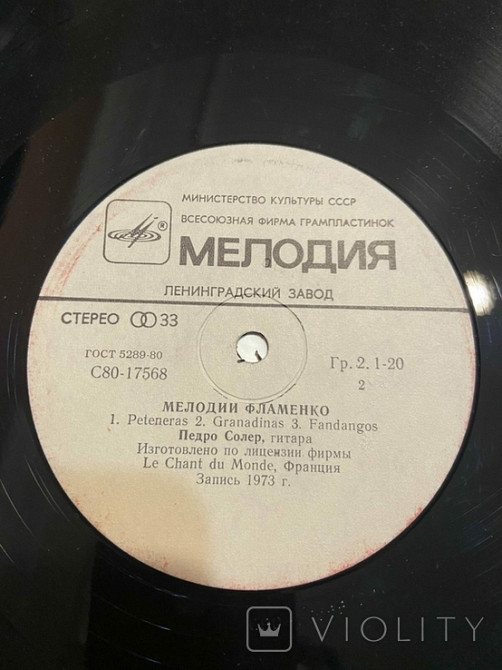 МИНИСТЕРСТВО КУЛЬТУРЫ СССР
ВСЕСОЮЗНАЯ ФИРМА ГРАМПЛАСТИНОК
® МЕЛОДИЯ
ЛЕНИНГРАДСКИЙ ЗАВОД
СТЕРЕО 33
ГОСТ 5289-80
С80-17568
Гр. 2. 1-20
2
МЕЛОДИИ ФЛАМЕНКО
1. Peteneras 2. Granadinas 3. Fandangos
Педро Солер, гитара
Изготовлено по лицензии фирмы
Le Chant du Monde, Франция
Запись 1973 г.
VIOLITY